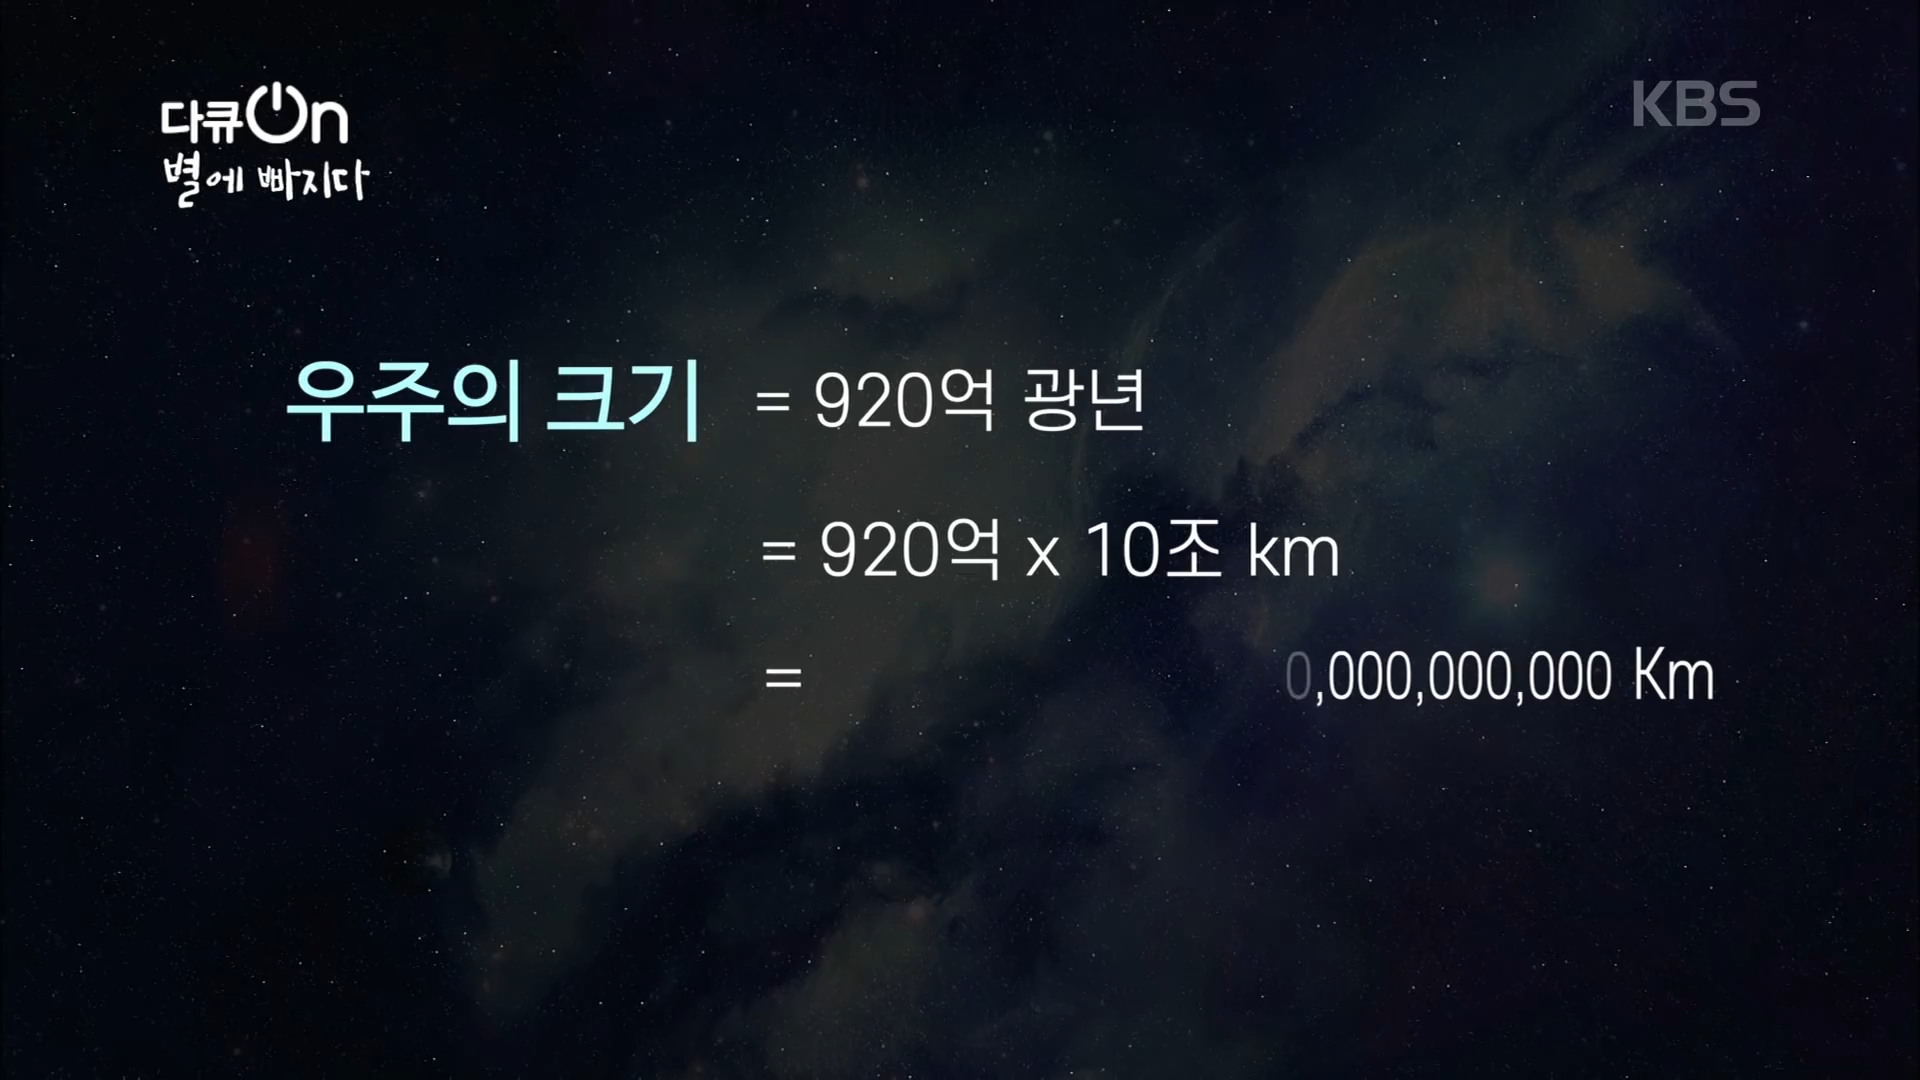 다큐On
별에 빠지다
KBS
우주의 크기 = 920억 광년
= 920억 x 10조 km
= 0,000,000,000 Km